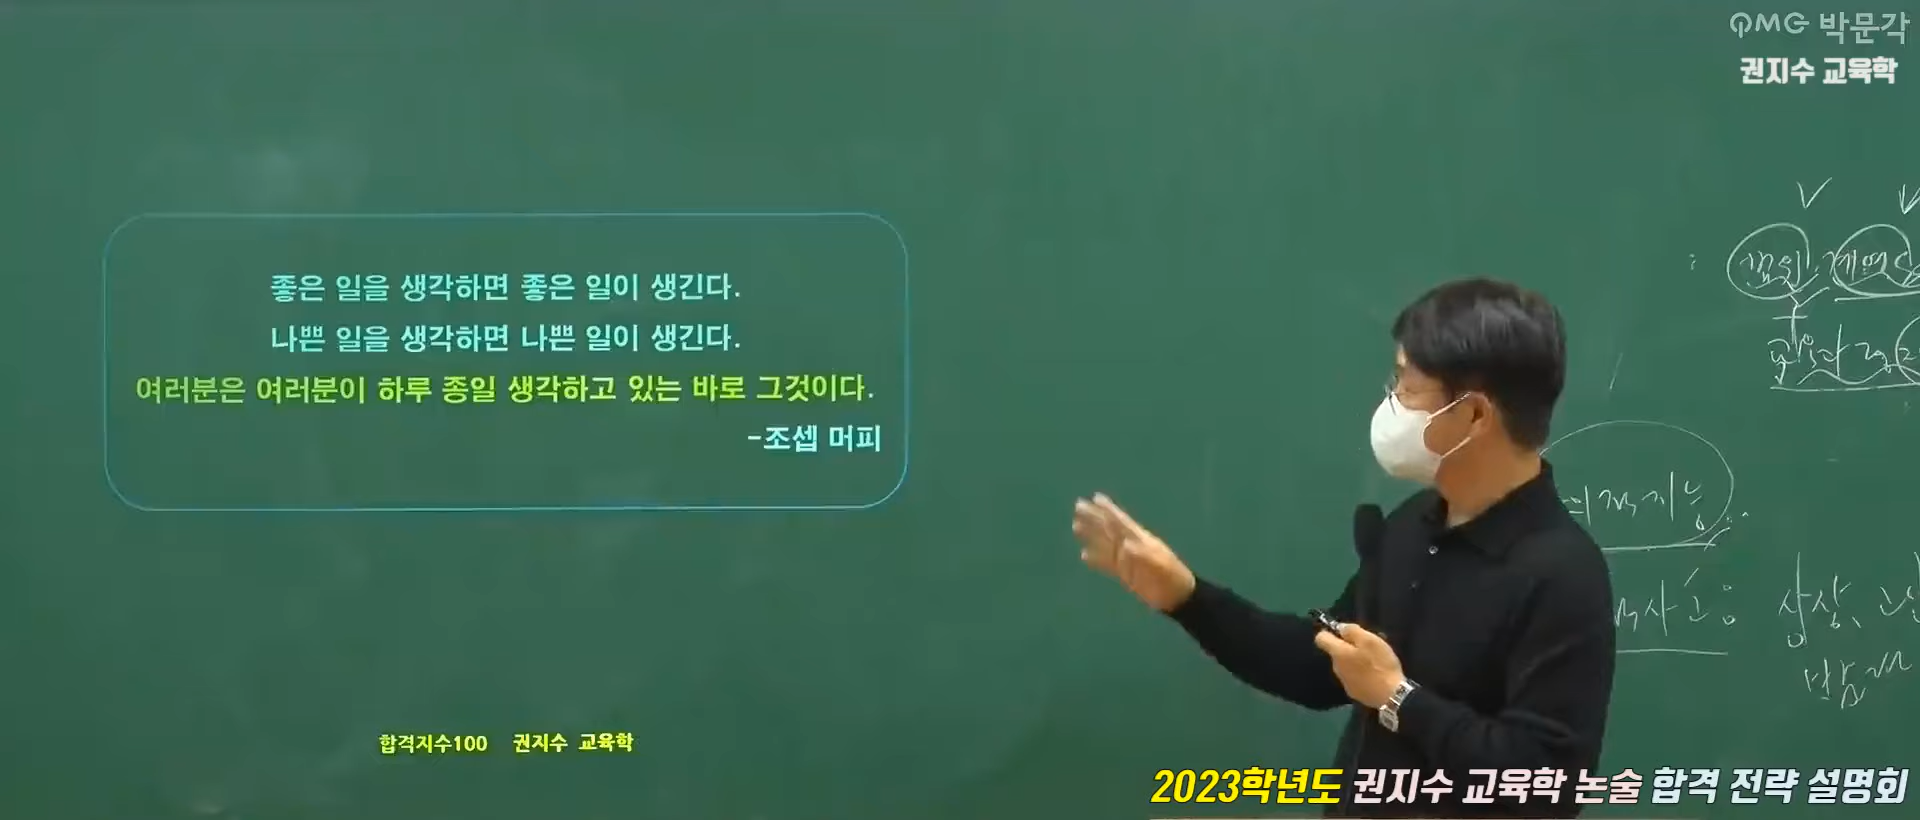 PMG 박문각
권지수 교육학
좋은 일을 생각하면 좋은 일이 생긴다.
나쁜 일을 생각하면 나쁜 일이 생긴다.
여러분은 여러분이 하루 종일 생각하고 있는 바로 그것이다.
-조셉 머피
상상,
합격지수100 권지수 교육학
2023학년도 권지수 교육학 논술 합격 전략 설명회